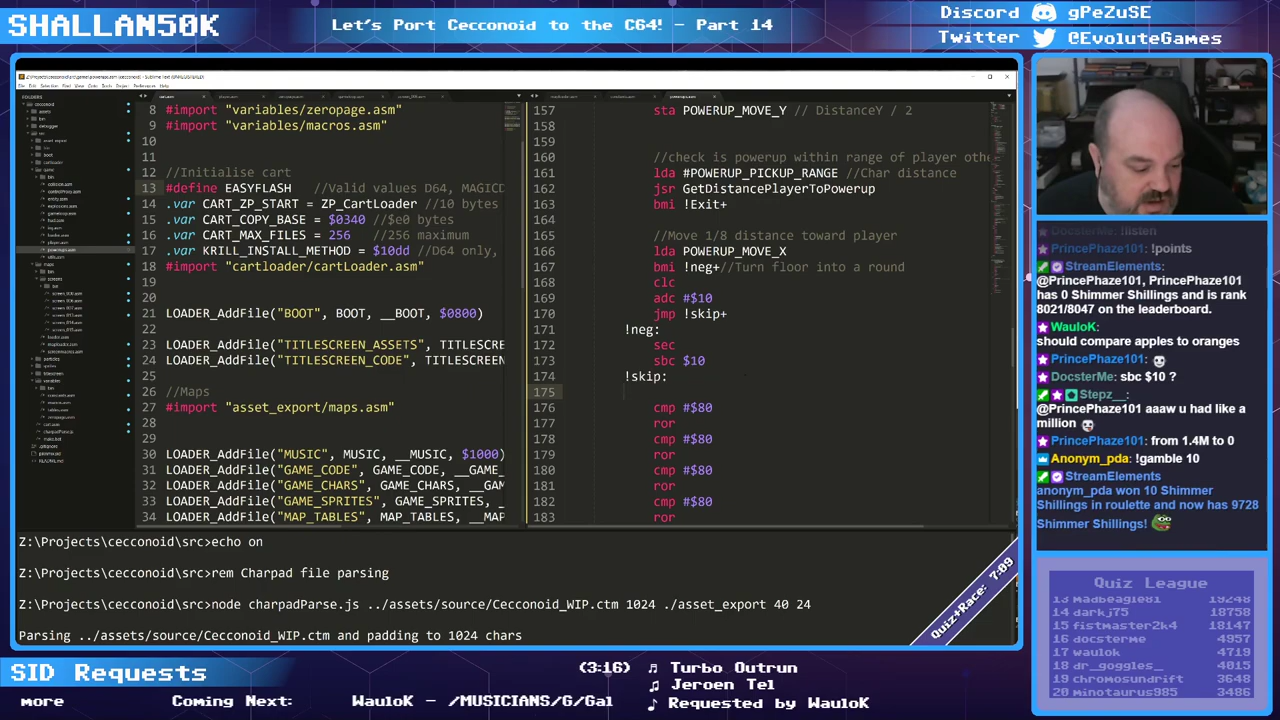 SHALLAN50K
Let's Port Cecconoid to the C64! - Part 14
Discord gPeZuSE
Twitter @EvoluteGames
8 #import "variables/zeropage.asm"
9 #import "variables/macros.asm"
10
11
12 //Initialise cart
13 #define EASYFLASH //Valid values D64, MAGICD
14 .var CART_ZP_START = ZP_CartLoader //10 bytes
15 .var CART_COPY_BASE = $0340 //$e0 bytes
16 .var CART_MAX_FILES = 256 //256 maximum
17 .var KRILL_INSTALL_METHOD = $10dd //D64 only,
18 #import "cartloader/cartLoader.asm"
19
20
21 LOADER_AddFile("BOOT", BOOT, __BOOT, $0800)
22
23 LOADER_AddFile("TITLESCREEN_ASSETS", TITLESCR
24 LOADER_AddFile("TITLESCREEN_CODE", TITLESCREEN
25
26 //Maps
27 #import "asset_export/maps.asm"
28
29
30 LOADER_AddFile("MUSIC", MUSIC, __MUSIC, $1000)
31 LOADER_AddFile("GAME_CODE", GAME_CODE, __GAME_
32 LOADER_AddFile("GAME_CHARS", GAME_CHARS, __GAM
33 LOADER_AddFile("GAME_SPRITES", GAME_SPRITES, _
34 LOADER_AddFile("MAP_TABLES", MAP_TABLES, __MAP
157 sta POWERUP_MOVE_Y // DistanceY / 2
158
159
160 //check is powerup within range of player othe
161 lda #POWERUP_PICKUP_RANGE //Char distance
162 jsr GetDistancePlayerToPowerup
163 bmi !Exit+
164
165 //Move 1/8 distance toward player
166 lda POWERUP_MOVE_X
167 bmi !neg+//Turn floor into a round
168 clc
169 adc #$10
170 jmp !skip+
171 !neg:
172 sec
173 sbc $10
174 !skip:
175
176 cmp #$80
177 ror
178 cmp #$80
179 ror
180 cmp #$80
181 ror
182 cmp #$80
183 ror
Z:\Projects\cecconoid\src>echo on
Z:\Projects\cecconoid\src>rem Charpad file parsing
Z:\Projects\cecconoid\src>node charpadParse.js ../assets/source/Cecconoid_WIP.ctm 1024 ./asset_export 40 24
Parsing ../assets/source/Cecconoid_WIP.ctm and padding to 1024 chars
Quiz+Race: 7:09
DocsterMe: !listen
PrincePhaze101: !points
StreamElements:
@PrincePhaze101, PrincePhaze101
has 0 Shimmer Shillings and is rank
8021/8047 on the leaderboard.
WauloK:
should compare apples to oranges
PrincePhaze101:
DocsterMe: sbc $10 ?
Stepz__:
@PrincePhaze101 aaaw u had like a
million
PrincePhaze101: from 1.4M to 0
Anonym_pda: !gamble 10
StreamElements
anonym_pda won 10 Shimmer
Shillings in roulette and now has 9728
Shimmer Shillings!
Quiz League
13 madbeagle81 19248
14 darkj75 18758
15 fistmaster2k4 18147
16 docsterme 4957
17 waulok 4719
18 dr_goggles_ 4015
19 chromosundrift 3648
20 minotaurus985 3486
SID Requests
(3:16) Turbo Outrun
Jeroen Tel
Requested by WauloK
more Coming Next: WauloK - /MUSICIANS/G/Gal